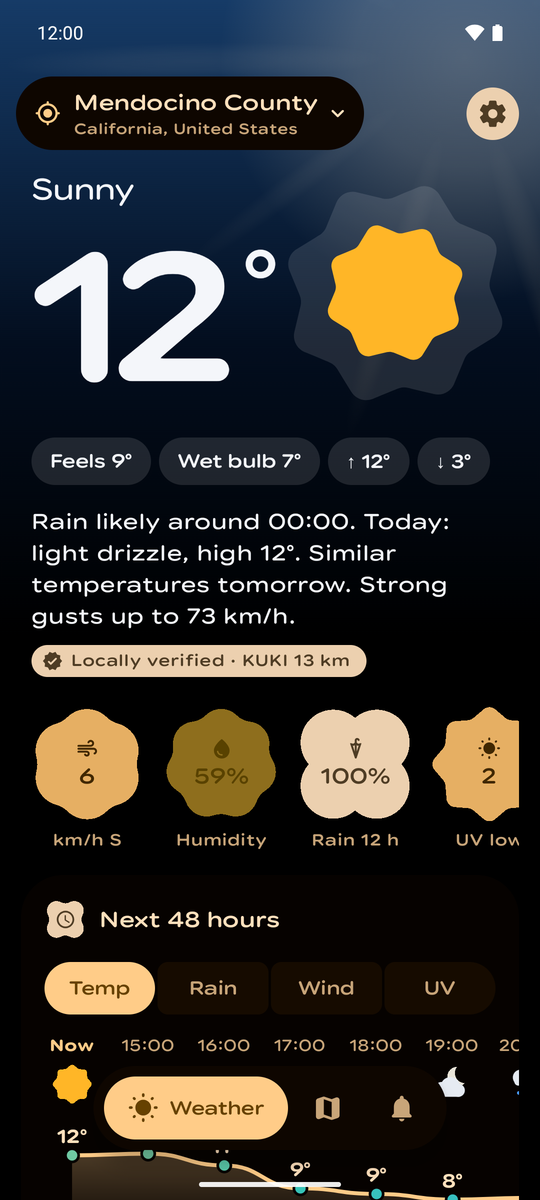 12:00
Mendocino County
California, United States
Sunny
12°
Feels 9°
Wet bulb 7°
↑ 12°
↓ 3°
Rain likely around 00:00. Today:
light drizzle, high 12°. Similar
temperatures tomorrow. Strong
gusts up to 73 km/h.
Locally verified · KUKI 13 km
6
59%
100%
2
km/h S
Humidity
Rain 12 h
UV low
Next 48 hours
Temp
Rain
Wind
UV
Now
15:00
16:00
17:00
18:00
19:00
Weather
12°
9°
9°
8°